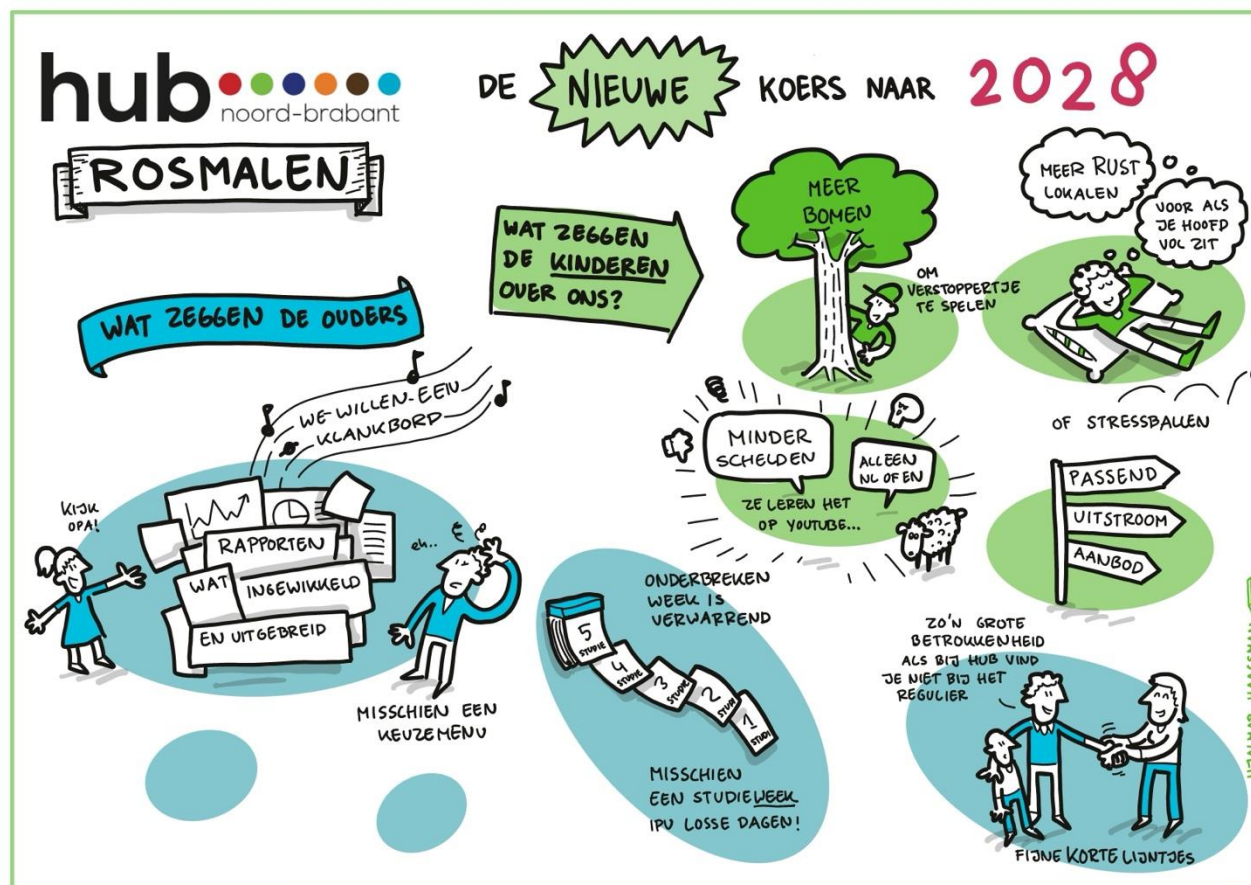 hub
noord-brabant
ROSMALEN
DE NIEUWE KOERS NAAR 2028
WAT ZEGGEN
DE KINDEREN
OVER ONS?
MEER
BOMEN
OM
VERSTOPPERTJE
TE SPELEN
MEER RUST
LOKALEN
VOOR ALS
JE HOOFD
VOL ZIT
OF STRESSBALLEN
MINDER
SCHELDEN
ALLEEN
NL OF EN
ZE LEREN HET
OP YOUTUBE...
PASSEND
UITSTROOM
AANBOD
WAT ZEGGEN DE OUDERS
WE-WILLEN-EEN
KLANKBORD
KIJK
OPA!
RAPPORTEN
WAT INGEWIKKELD
EN UITGEBREID
eh..
MISSCHIEN EEN
KEUZEMENU
ONDERBREKEN
WEEK IS
VERWARREND
5
STUDIE
4
STUDIE
3
STUDIE
2
STUDI
1
STUDI
MISSCHIEN
EEN STUDIEWEEK
IPV LOSSE DAGEN!
ZO'N GROTE
BETROKKENHEID
ALS BIJ HUB VIND
JE NIET BIJ HET
REGULIER
FIJNE KORTE LIJNTJES